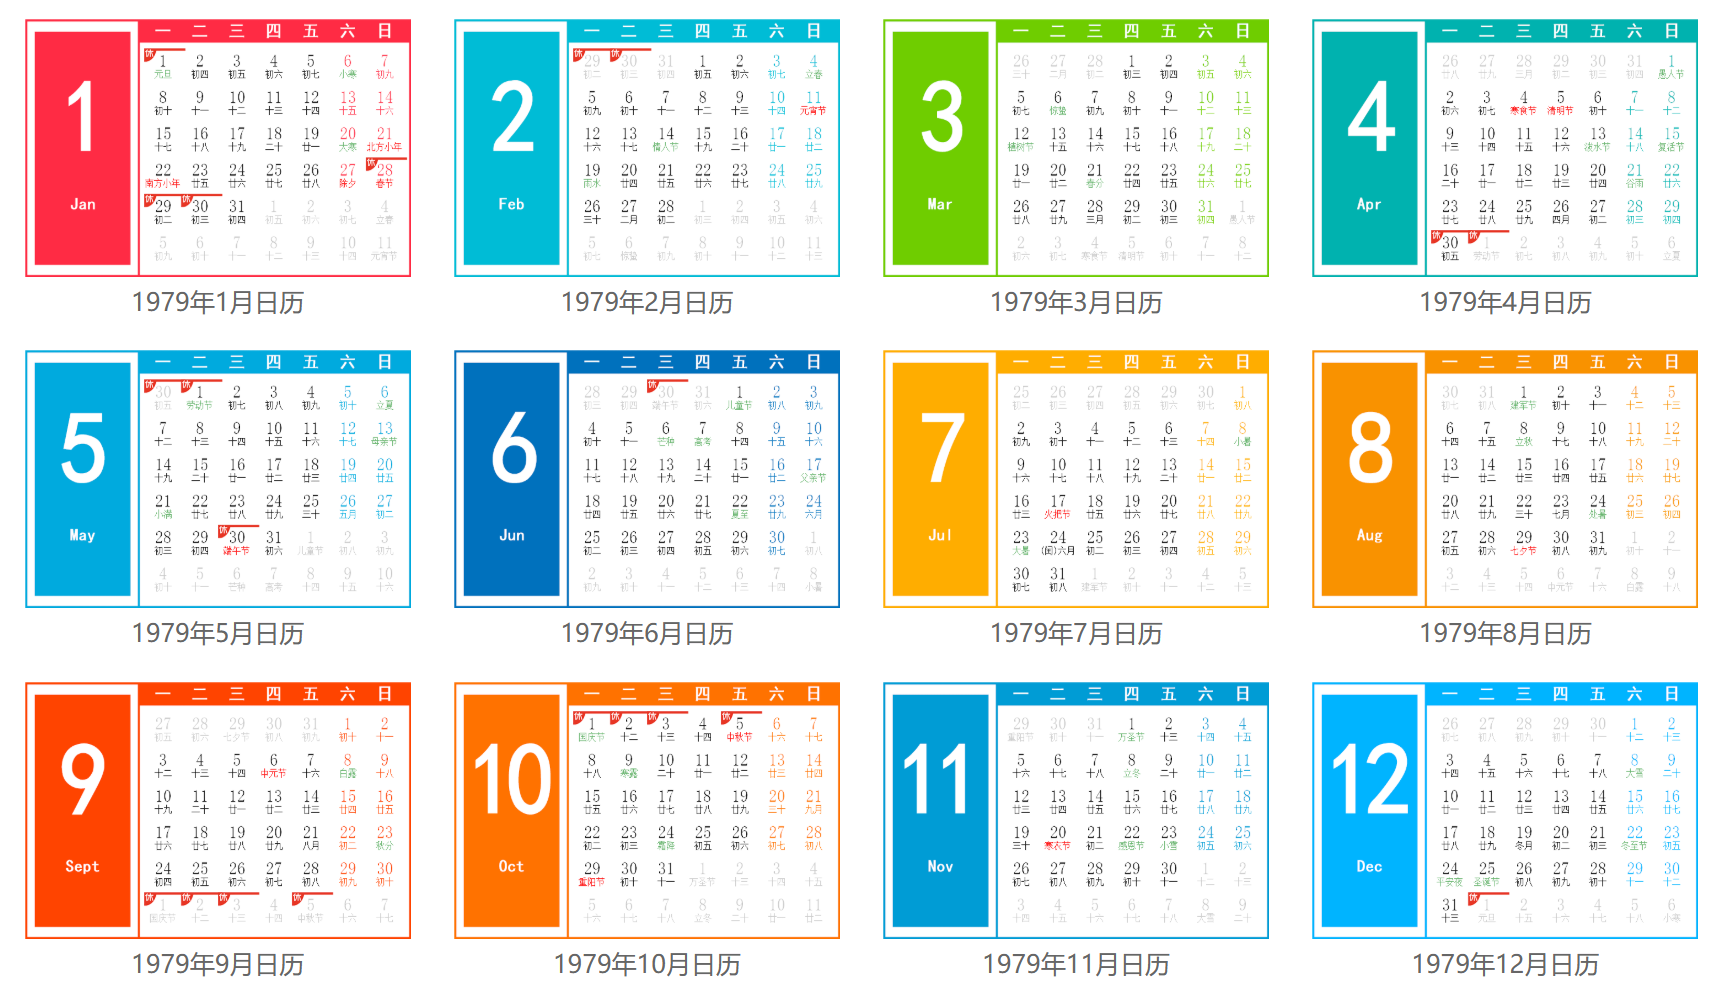 一 二 三 四 五 六 日
休 1 2 3 4 5 6 7
元旦 初四 初五 初六 初七 小寒 初九
8 9 10 11 12 13 14
初十 十一 十二 十三 十四 十五 十六
15 16 17 18 19 20 21
十七 十八 十九 二十 廿一 大寒 北方小年
22 23 24 25 26 27 休 28
南方小年 廿五 廿六 廿七 廿八 除夕 春节
休 29 休 30 31 1 2 3 4
初二 初三 初四 初五 初六 初七 立春
5 6 7 8 9 10 11
初九 初十 十一 十二 十三 十四 元宵节
1
Jan
1979年1月日历
一 二 三 四 五 六 日
休 29 休 30 31 1 2 3 4
初二 初三 初四 初五 初六 初七 立春
5 6 7 8 9 10 11
初九 初十 十一 十二 十三 十四 元宵节
12 13 14 15 16 17 18
十六 十七 情人节 十九 二十 廿一 廿二
19 20 21 22 23 24 25
雨水 廿四 廿五 廿六 廿七 廿八 廿九
26 27 28 1 2 3 4
三十 二月 初二 初三 初四 初五 初六
5 6 7 8 9 10 11
初七 惊蛰 初九 初十 十一 十二 十三
2
Feb
1979年2月日历
一 二 三 四 五 六 日
26 27 28 1 2 3 4
三十 二月 初二 初三 初四 初五 初六
5 6 7 8 9 10 11
初七 惊蛰 初九 初十 十一 十二 十三
12 13 14 15 16 17 18
植树节 十五 十六 十七 十八 十九 二十
19 20 21 22 23 24 25
廿一 廿二 春分 廿四 廿五 廿六 廿七
26 27 28 29 30 31 1
廿八 廿九 三月 初二 初三 初四 愚人节
2 3 4 5 6 7 8
初六 初七 寒食节 清明节 初十 十一 十二
3
Mar
1979年3月日历
一 二 三 四 五 六 日
26 27 28 29 30 31 1
廿八 廿九 三月 初二 初三 初四 愚人节
2 3 4 5 6 7 8
初六 初七 寒食节 清明节 初十 十一 十二
9 10 11 12 13 14 15
十三 十四 十五 十六 泼水节 十八 复活节
16 17 18 19 20 21 22
二十 廿一 廿二 廿三 廿四 谷雨 廿六
23 24 25 26 27 28 29
廿七 廿八 廿九 四月 初二 初三 初四
休 30 休 1 2 3 4 5 6
初五 劳动节 初七 初八 初九 初十 立夏
4
Apr
1979年4月日历
一 二 三 四 五 六 日
休 30 休 1 2 3 4 5 6
初五 劳动节 初七 初八 初九 初十 立夏
7 8 9 10 11 12 13
十二 十三 十四 十五 十六 十七 母亲节
14 15 16 17 18 19 20
十九 二十 廿一 廿二 廿三 廿四 廿五
21 22 23 24 25 26 27
小满 廿七 廿八 廿九 三十 五月 初二
28 29 休 30 31 1 2 3
初三 初四 端午节 初六 儿童节 初八 初九
4 5 6 7 8 9 10
初十 十一 芒种 高考 十四 十五 十六
5
May
1979年5月日历
一 二 三 四 五 六 日
28 29 休 30 31 1 2 3
初三 初四 端午节 初六 儿童节 初八 初九
4 5 6 7 8 9 10
初十 十一 芒种 高考 十四 十五 十六
11 12 13 14 15 16 17
十七 十八 十九 二十 廿一 廿二 父亲节
18 19 20 21 22 23 24
廿四 廿五 廿六 廿七 夏至 廿九 六月
25 26 27 28 29 30 1
初二 初三 初四 初五 初六 初七 初八
2 3 4 5 6 7 8
初九 初十 十一 十二 十三 十四 小暑
6
Jun
1979年6月日历
一 二 三 四 五 六 日
25 26 27 28 29 30 1
初二 初三 初四 初五 初六 初七 初八
2 3 4 5 6 7 8
初九 初十 十一 十二 十三 十四 小暑
9 10 11 12 13 14 15
十六 十七 十八 十九 二十 廿一 廿二
16 17 18 19 20 21 22
廿三 火把节 廿五 廿六 廿七 廿八 廿九
23 24 25 26 27 28 29
大暑 (闰)六月 初二 初三 初四 初五 初六
30 31 1 2 3 4 5
初七 初八 建军节 初十 十一 十二 十三
7
Jul
1979年7月日历
一 二 三 四 五 六 日
30 31 1 2 3 4 5
初七 初八 建军节 初十 十一 十二 十三
6 7 8 9 10 11 12
十四 十五 立秋 十七 十八 十九 二十
13 14 15 16 17 18 19
廿一 廿二 廿三 廿四 廿五 廿六 廿七
20 21 22 23 24 25 26
廿八 廿九 三十 七月 处暑 初三 初四
27 28 29 30 31 1 2
初五 初六 七夕节 初八 初九 初十 十一
3 4 5 6 7 8 9
十二 十三 十四 中元节 十六 白露 十八
8
Aug
1979年8月日历
一 二 三 四 五 六 日
27 28 29 30 31 1 2
初五 初六 七夕节 初八 初九 初十 十一
3 4 5 6 7 8 9
十二 十三 十四 中元节 十六 白露 十八
10 11 12 13 14 15 16
十九 二十 廿一 廿二 廿三 廿四 廿五
17 18 19 20 21 22 23
廿六 廿七 廿八 廿九 八月 初二 秋分
24 25 26 27 28 29 30
初四 初五 初六 初七 初八 初九 初十
休 1 休 2 休 3 4 休 5 6 7
国庆节 十二 十三 十四 中秋节 十六 十七
9
Sept
1979年9月日历
一 二 三 四 五 六 日
休 1 休 2 休 3 4 休 5 6 7
国庆节 十二 十三 十四 中秋节 十六 十七
8 9 10 11 12 13 14
十八 寒露 二十 廿一 廿二 廿三 廿四
15 16 17 18 19 20 21
廿五 廿六 廿七 廿八 廿九 三十 九月
22 23 24 25 26 27 28
初二 初三 霜降 初五 初六 初七 初八
29 30 31 1 2 3 4
重阳节 初十 十一 万圣节 十三 十四 十五
5 6 7 8 9 10 11
十六 十七 十八 立冬 二十 廿一 廿二
10
Oct
1979年10月日历
一 二 三 四 五 六 日
29 30 31 1 2 3 4
重阳节 初十 十一 万圣节 十三 十四 十五
5 6 7 8 9 10 11
十六 十七 十八 立冬 二十 廿一 廿二
12 13 14 15 16 17 18
廿三 廿四 廿五 廿六 廿七 廿八 廿九
19 20 21 22 23 24 25
三十 寒衣节 初二 感恩节 小雪 初五 初六
26 27 28 29 30 1 2
初七 初八 初九 初十 十一 十二 十三
3 4 5 6 7 8 9
十四 十五 十六 十七 十八 大雪 二十
11
Nov
1979年11月日历
一 二 三 四 五 六 日
26 27 28 29 30 1 2
初七 初八 初九 初十 十一 十二 十三
3 4 5 6 7 8 9
十四 十五 十六 十七 十八 大雪 二十
10 11 12 13 14 15 16
廿一 廿二 廿三 廿四 廿五 廿六 廿七
17 18 19 20 21 22 23
廿八 廿九 冬月 初二 初三 冬至节 初五
24 25 26 27 28 29 30
平安夜 圣诞节 初八 初九 初十 十一 十二
31 休 1 2 3 4 5 6
十三 元旦 十五 十六 十七 十八 小寒
12
Dec
1979年12月日历